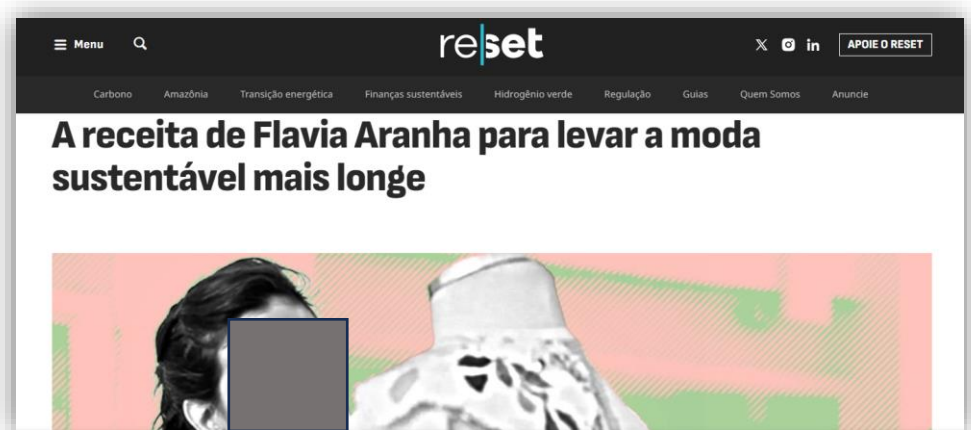 Menu
reset
APOIE O RESET
Carbono Amazônia Transição energética Finanças sustentáveis Hidrogênio verde Regulação Guias Quem Somos Anuncie
A receita de Flavia Aranha para levar a moda
sustentável mais longe